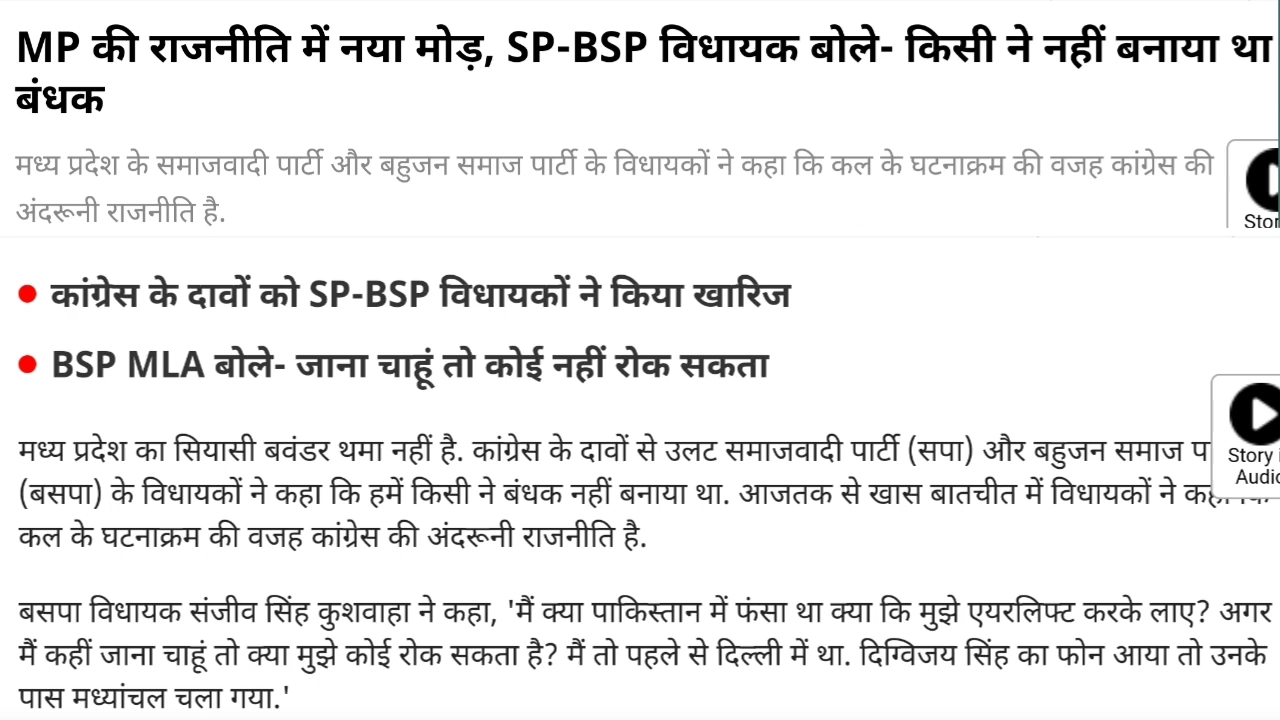 MP की राजनीति में नया मोड़, SP-BSP विधायक बोले- किसी ने नहीं बनाया था
बंधक
मध्य प्रदेश के समाजवादी पार्टी और बहुजन समाज पार्टी के विधायकों ने कहा कि कल के घटनाक्रम की वजह कांग्रेस की
अंदरूनी राजनीति है.
● कांग्रेस के दावों को SP-BSP विधायकों ने किया खारिज
● BSP MLA बोले- जाना चाहूं तो कोई नहीं रोक सकता
मध्य प्रदेश का सियासी बवंडर थमा नहीं है. कांग्रेस के दावों से उलट समाजवादी पार्टी (सपा) और बहुजन समाज
(बसपा) के विधायकों ने कहा कि हमें किसी ने बंधक नहीं बनाया था. आजतक से खास बातचीत में विधायकों ने
कल के घटनाक्रम की वजह कांग्रेस की अंदरूनी राजनीति है.
Story
बसपा विधायक संजीव सिंह कुशवाहा ने कहा, 'मैं क्या पाकिस्तान में फंसा था क्या कि मुझे एयरलिफ्ट करके लाए? अगर
मैं कहीं जाना चाहूं तो क्या मुझे कोई रोक सकता है? मैं तो पहले से दिल्ली में था. दिग्विजय सिंह का फोन आया तो उनके
पास मध्यांचल चला गया.'